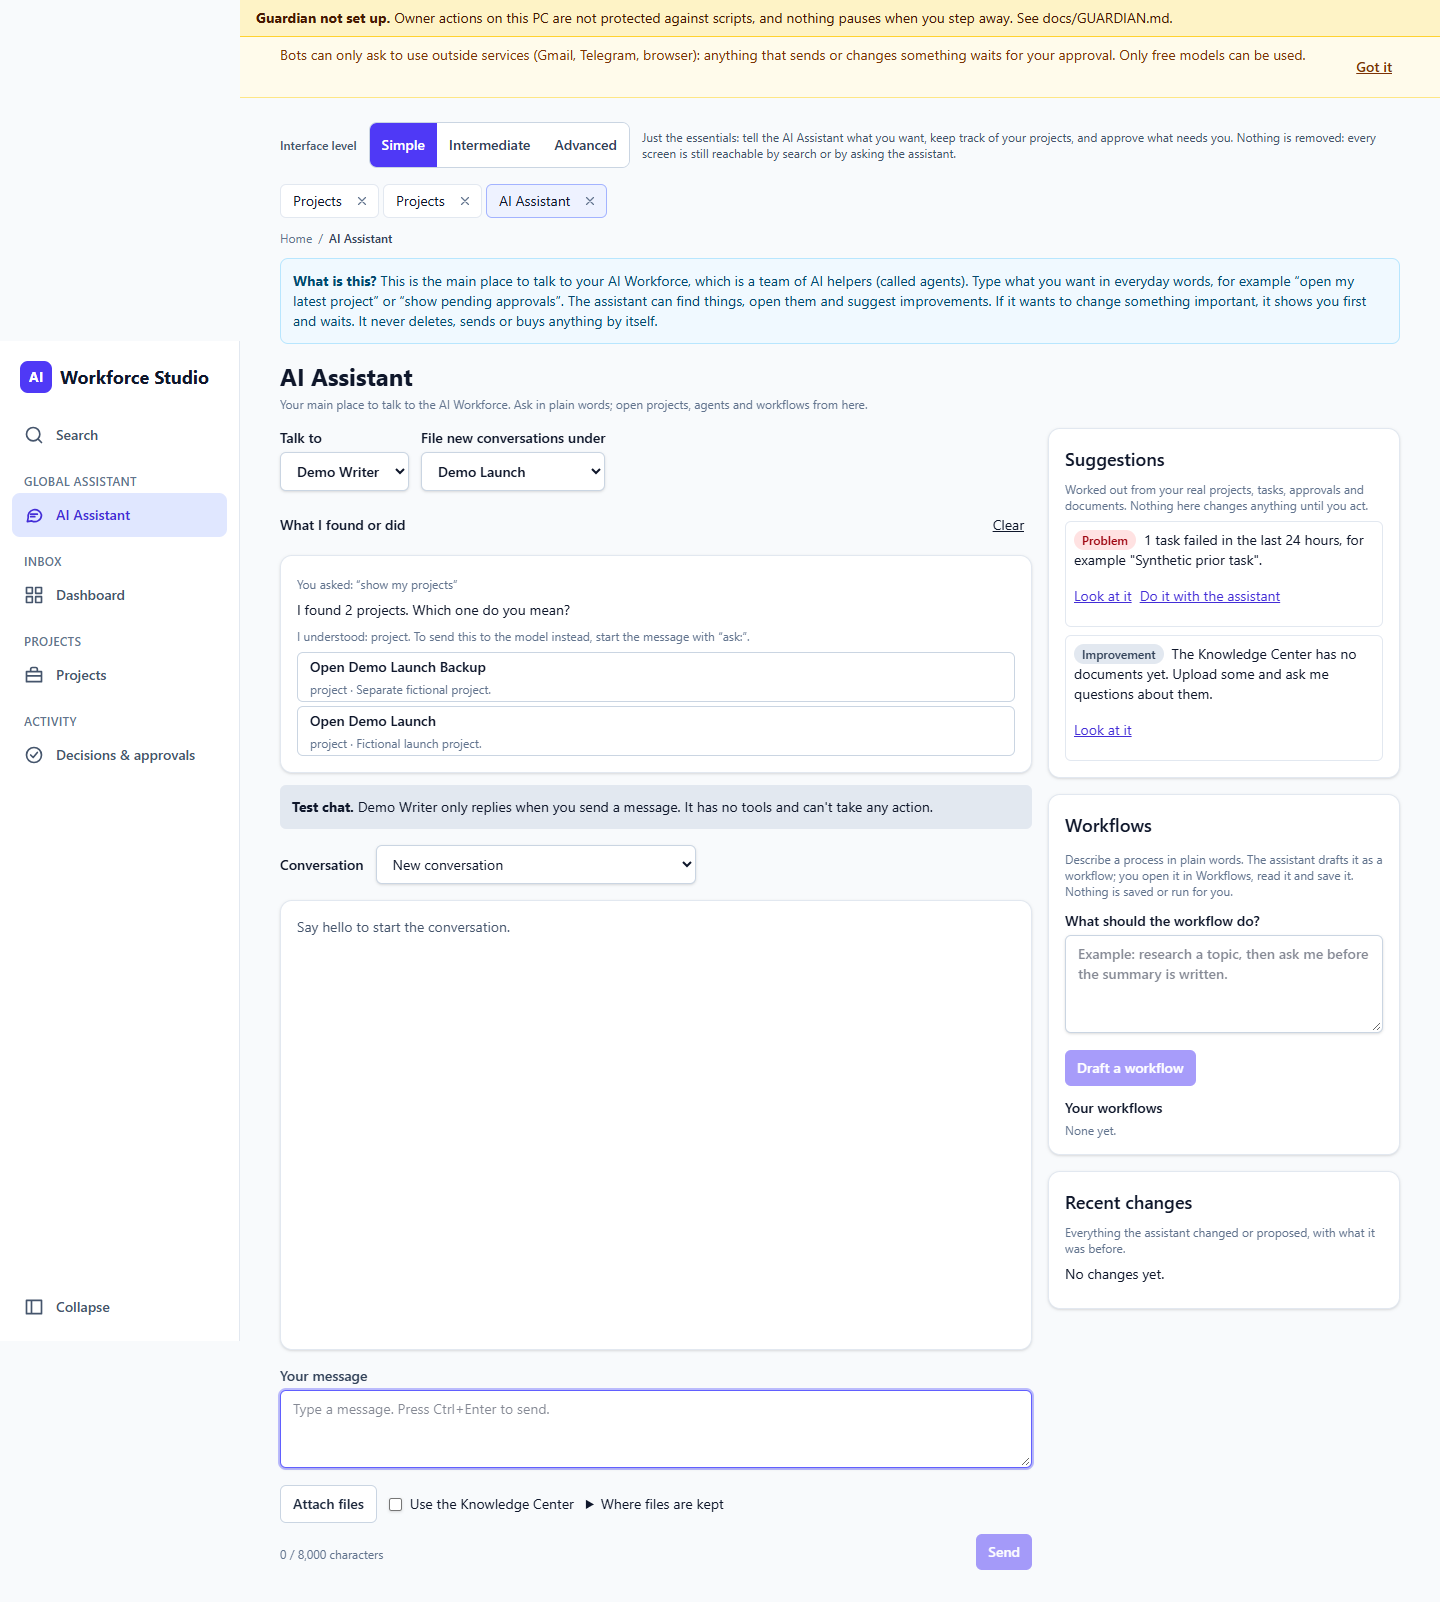 Guardian not set up. Owner actions on this PC are not protected against scripts, and nothing pauses when you step away. See docs/GUARDIAN.md.
Bots can only ask to use outside services (Gmail, Telegram, browser): anything that sends or changes something waits for your approval. Only free models can be used.
Got it
Interface level
Simple
Intermediate
Advanced
Just the essentials: tell the AI Assistant what you want, keep track of your projects, and approve what needs you. Nothing is removed: every
screen is still reachable by search or by asking the assistant.
Projects ×
Projects ×
AI Assistant ×
Home / AI Assistant
What is this? This is the main place to talk to your AI Workforce, which is a team of AI helpers (called agents). Type what you want in everyday words, for example “open my
latest project” or “show pending approvals”. The assistant can find things, open them and suggest improvements. If it wants to change something important, it shows you first
and waits. It never deletes, sends or buys anything by itself.
AI Workforce Studio
Search
GLOBAL ASSISTANT
AI Assistant
INBOX
Dashboard
PROJECTS
Projects
ACTIVITY
Decisions & approvals
Collapse
AI Assistant
Your main place to talk to the AI Workforce. Ask in plain words; open projects, agents and workflows from here.
Talk to
Demo Writer
File new conversations under
Demo Launch
What I found or did
Clear
You asked: “show my projects”
I found 2 projects. Which one do you mean?
I understood: project. To send this to the model instead, start the message with “ask:”.
Open Demo Launch Backup
project · Separate fictional project.
Open Demo Launch
project · Fictional launch project.
Test chat. Demo Writer only replies when you send a message. It has no tools and can't take any action.
Conversation
New conversation
Say hello to start the conversation.
Your message
Type a message. Press Ctrl+Enter to send.
Attach files
Use the Knowledge Center
Where files are kept
0 / 8,000 characters
Send
Suggestions
Worked out from your real projects, tasks, approvals and
documents. Nothing here changes anything until you act.
Problem 1 task failed in the last 24 hours, for
example "Synthetic prior task".
Look at it Do it with the assistant
Improvement The Knowledge Center has no
documents yet. Upload some and ask me
questions about them.
Look at it
Workflows
Describe a process in plain words. The assistant drafts it as a
workflow; you open it in Workflows, read it and save it.
Nothing is saved or run for you.
What should the workflow do?
Example: research a topic, then ask me before
the summary is written.
Draft a workflow
Your workflows
None yet.
Recent changes
Everything the assistant changed or proposed, with what it
was before.
No changes yet.